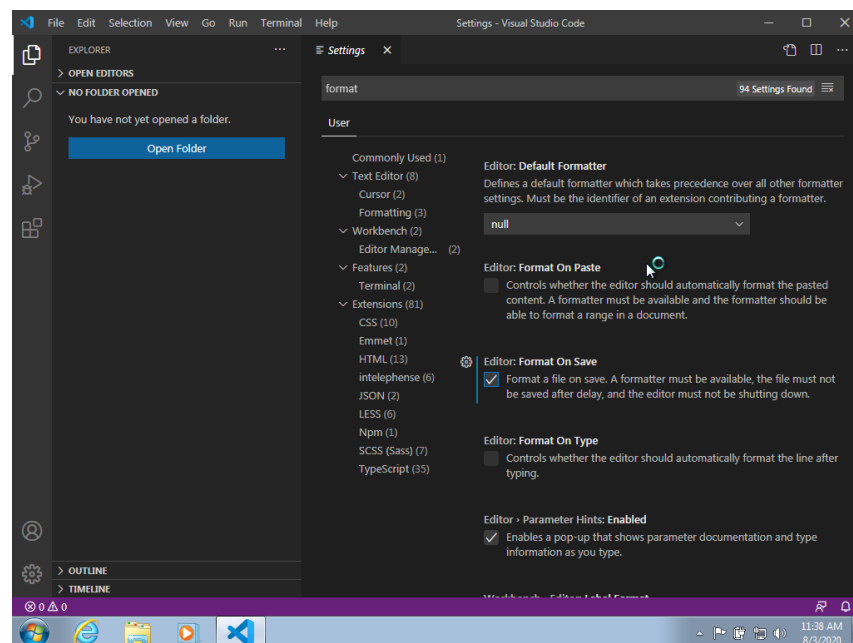 File Edit Selection View Go Run Terminal Help
Settings - Visual Studio Code
EXPLORER
OPEN EDITORS
NO FOLDER OPENED
You have not yet opened a folder.
Open Folder
OUTLINE
TIMELINE
Settings
format
94 Settings Found
User
Commonly Used (1)
Text Editor (8)
Cursor (2)
Formatting (3)
Workbench (2)
Editor Manage... (2)
Features (2)
Terminal (2)
Extensions (81)
CSS (10)
Emmet (1)
HTML (13)
intelephense (6)
JSON (2)
LESS (6)
Npm (1)
SCSS (Sass) (7)
TypeScript (35)
Editor: Default Formatter
Defines a default formatter which takes precedence over all other formatter
settings. Must be the identifier of an extension contributing a formatter.
null
Editor: Format On Paste
Controls whether the editor should automatically format the pasted
content. A formatter must be available and the formatter should be
able to format a range in a document.
Editor: Format On Save
Format a file on save. A formatter must be available, the file must not
be saved after delay, and the editor must not be shutting down.
Editor: Format On Type
Controls whether the editor should automatically format the line after
typing.
Editor › Parameter Hints: Enabled
Enables a pop-up that shows parameter documentation and type
information as you type.
Workbench › Editor: Label Format
0 0
11:38 AM
8/3/2020